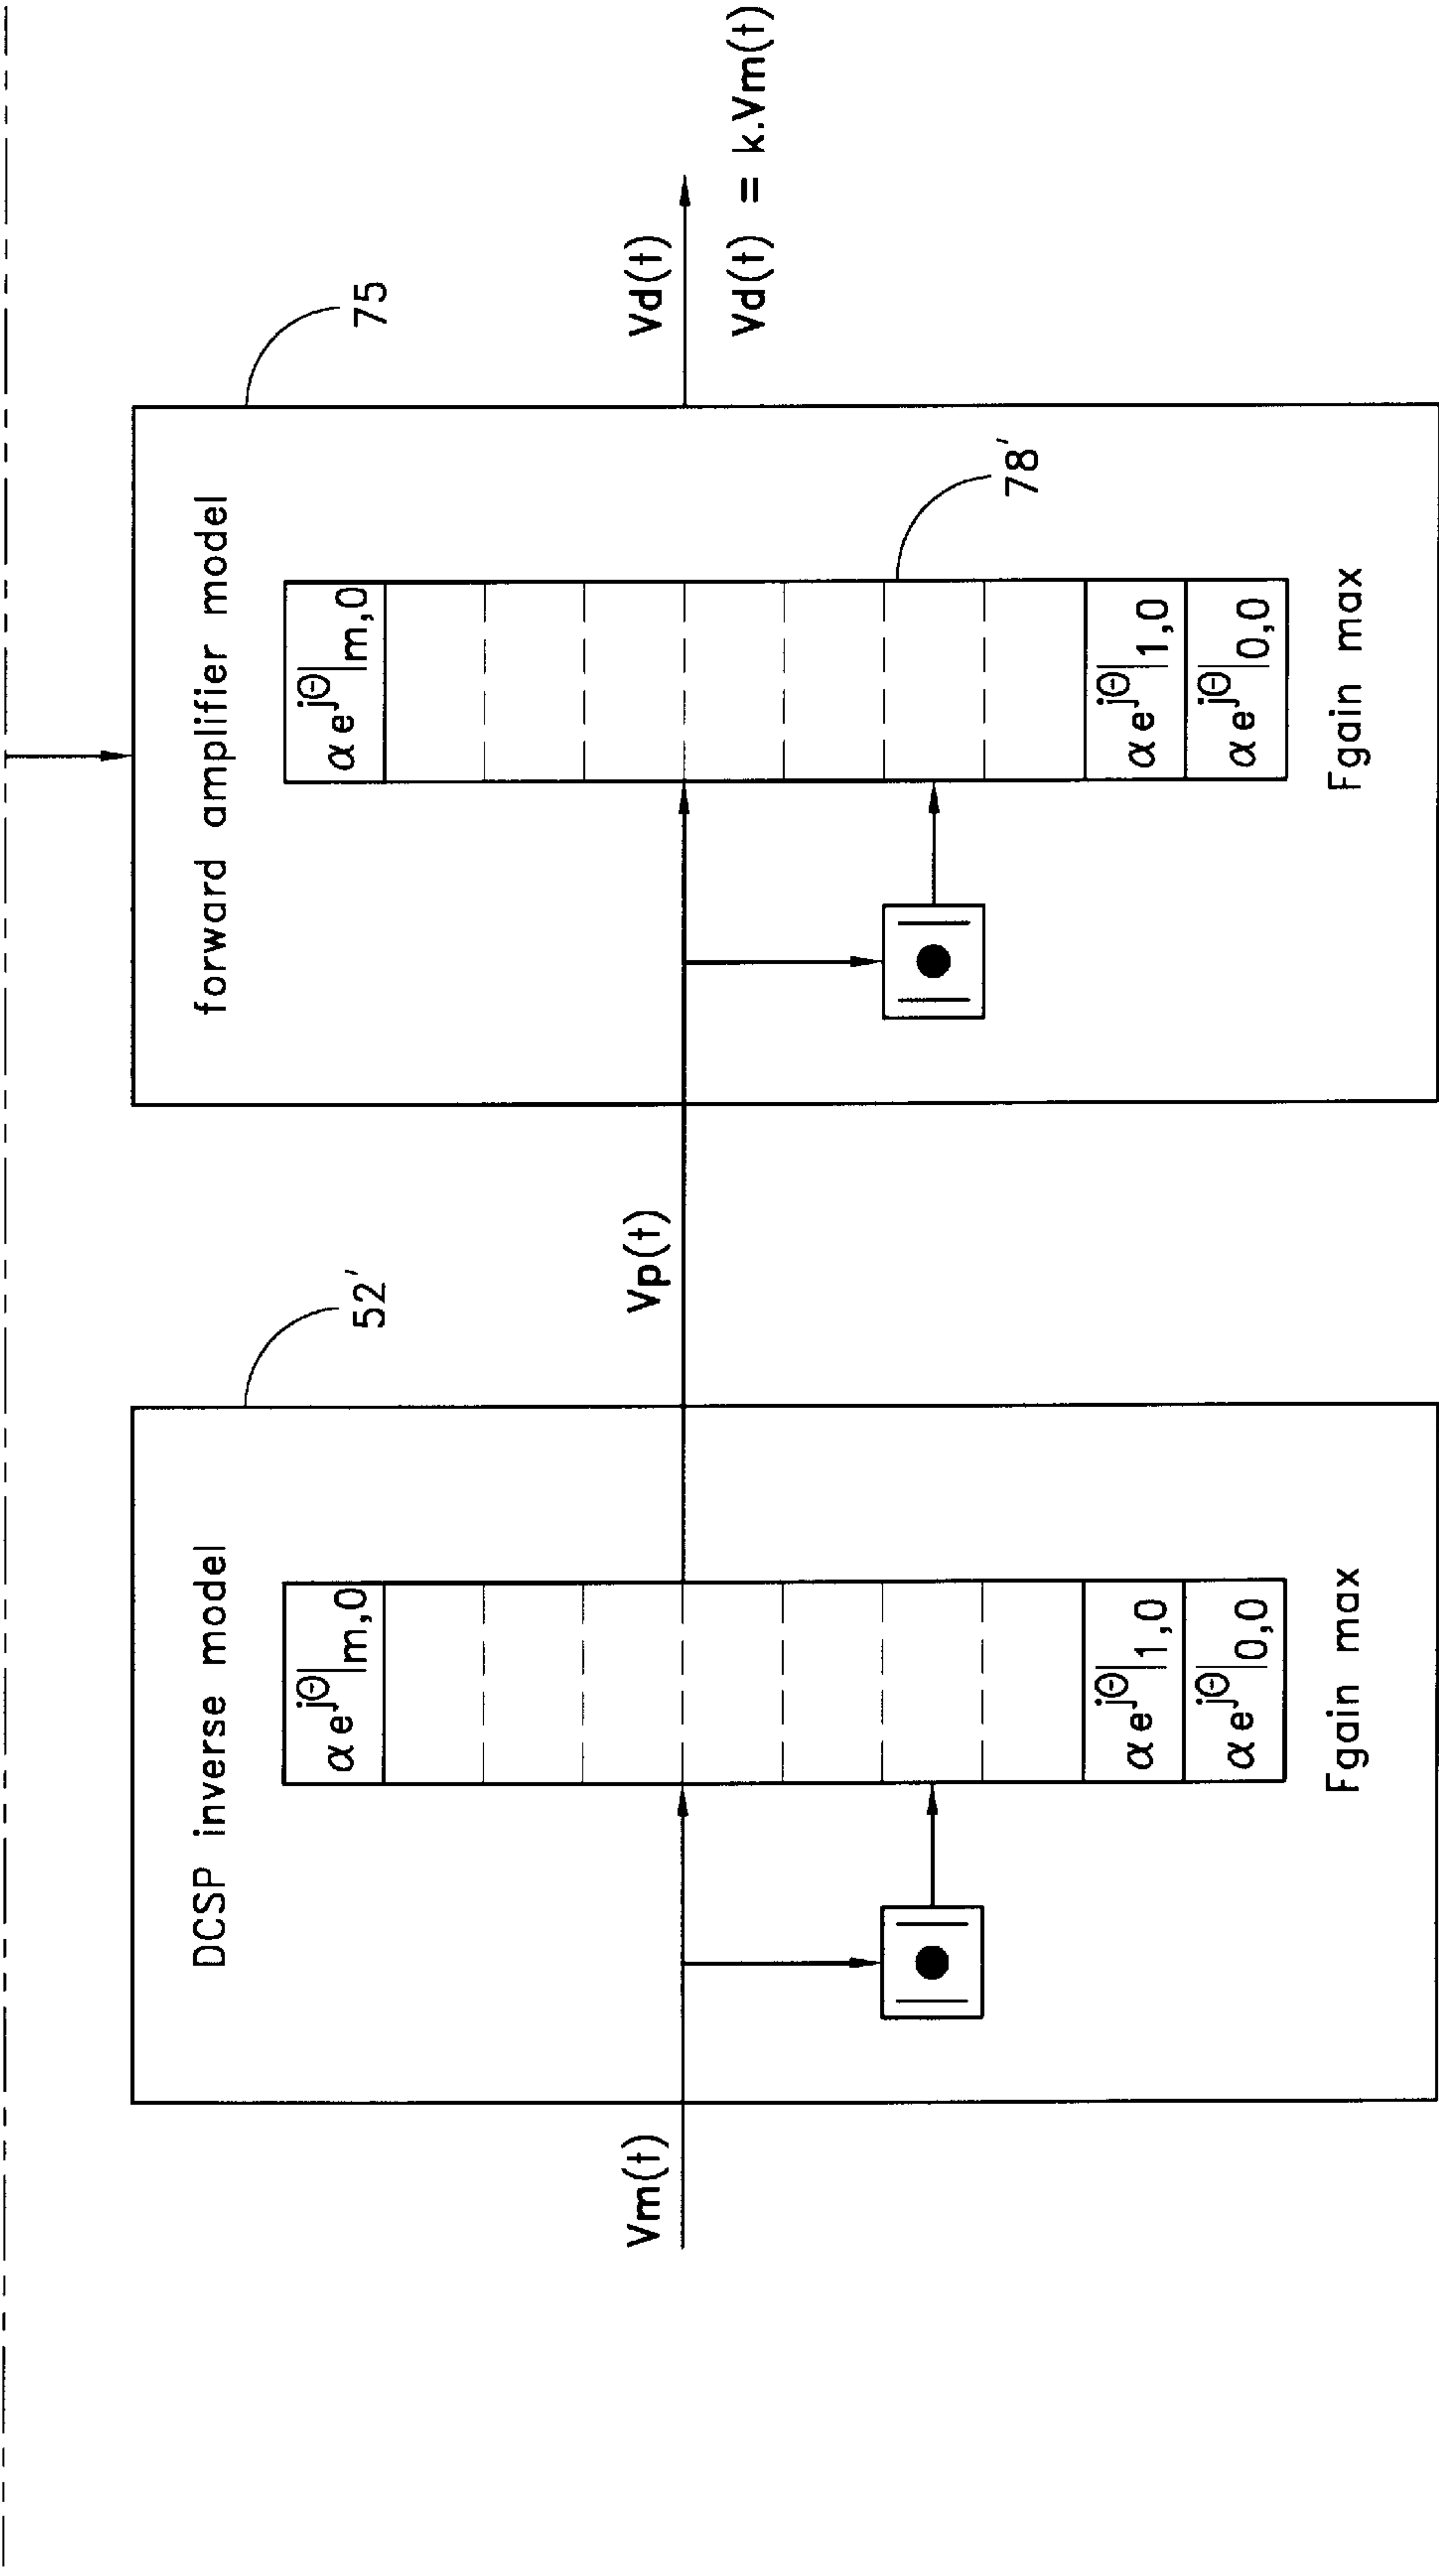 DCSP inverse model
52'
αe^jΘ|m,0
αe^jΘ|1,0
αe^jΘ|0,0
Fgain max
Vm(t)
Vp(t)
forward amplifier model
75
αe^jΘ|m,0
78'
αe^jΘ|1,0
αe^jΘ|0,0
Fgain max
Vd(t)
Vd(t) = k.Vm(t)